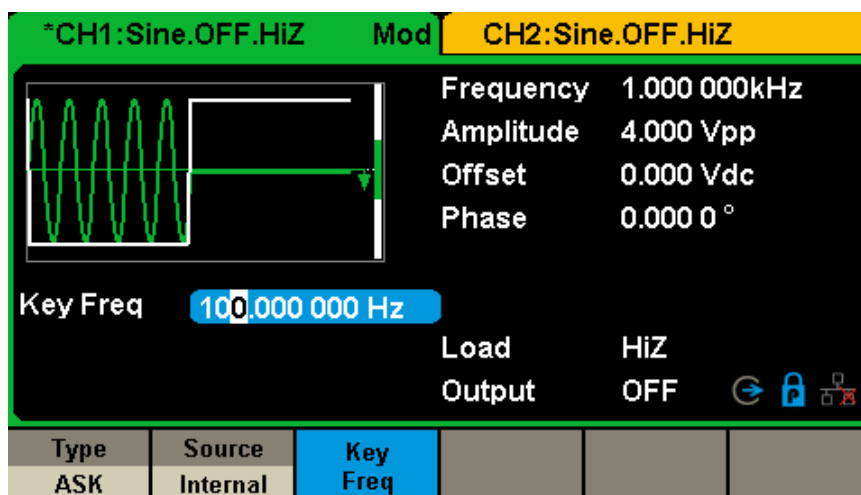 *CH1:Sine.OFF.HiZ Mod CH2:Sine.OFF.HiZ
Frequency 1.000 000kHz
Amplitude 4.000 Vpp
Offset 0.000 Vdc
Phase 0.000 0 °
Key Freq 100.000 000 Hz
Load HiZ
Output OFF P
Type Source Key Freq
ASK Internal